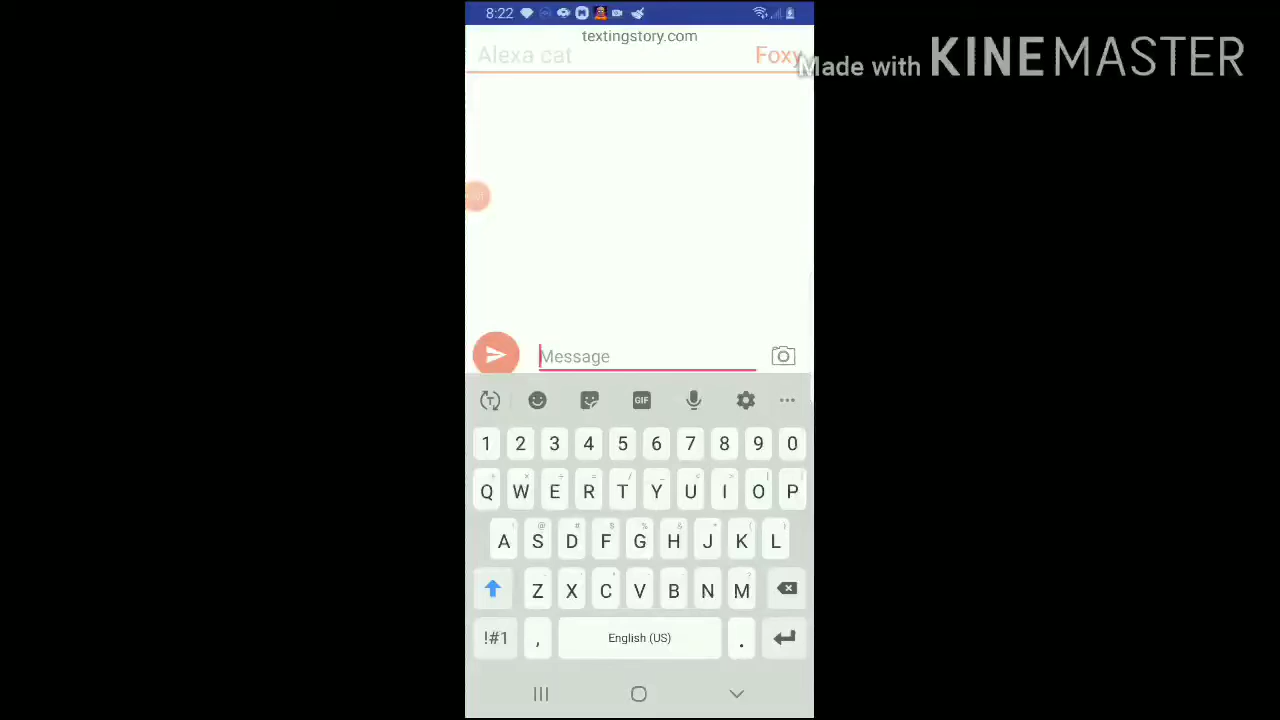 8:22
textingstory.com
Alexa cat
Foxy
Made with KINEMASTER
Message
GIF
1 2 3 4 5 6 7 8 9 0
Q W E R T Y U I O P
A S D F G H J K L
Z X C V B N M
!#1 , English (US) .